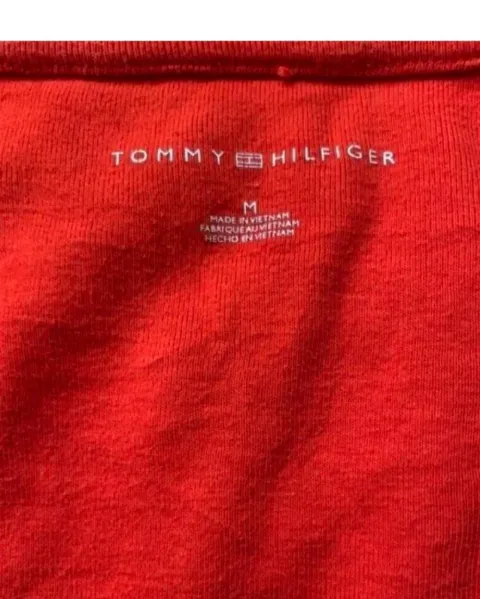 TOMMY HILFIGER
M
MADE IN VIETNAM
FABRIQUE AU VIETNAM
HECHO EN VIETNAM